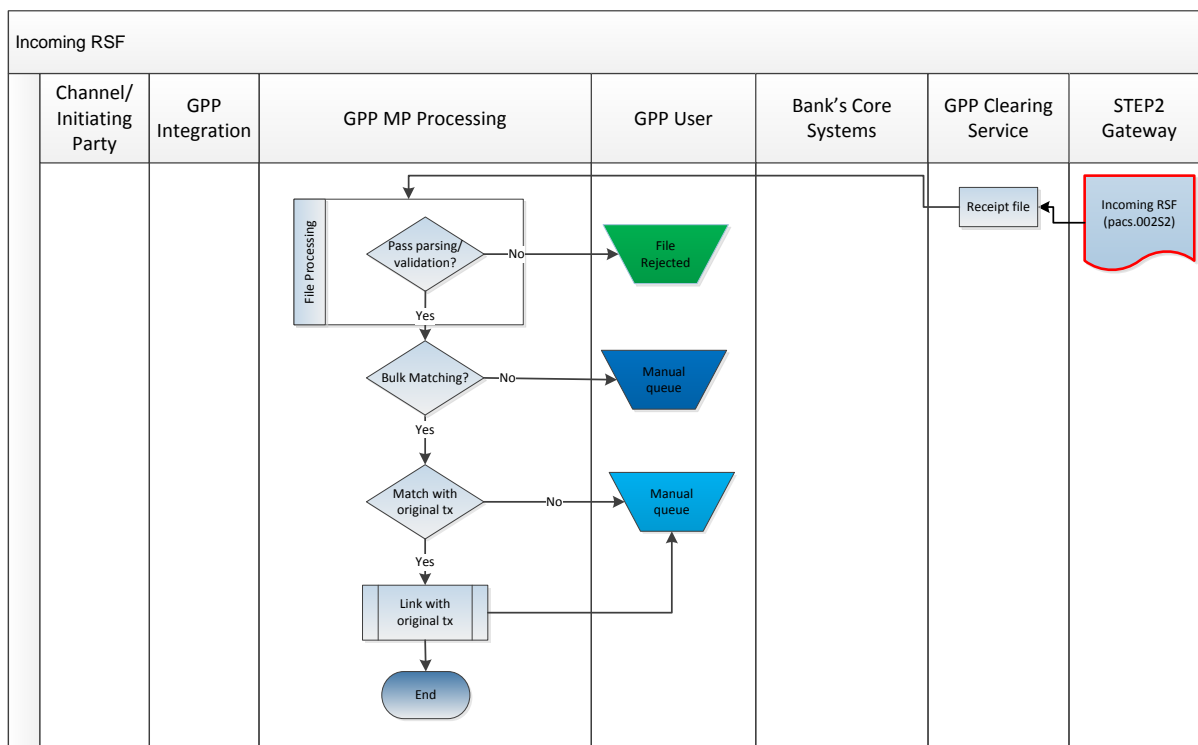 Incoming RSF
Channel/
Initiating
Party
GPP
Integration
GPP MP Processing
GPP User
Bank's Core
Systems
GPP Clearing
Service
STEP2
Gateway
Receipt file
Incoming RSF
(pacs.002S2)
File Processing
Pass parsing/
validation?
No
File
Rejected
Yes
Bulk Matching?
No
Manual
queue
Yes
Match with
original tx
No
Manual
queue
Yes
Link with
original tx
End